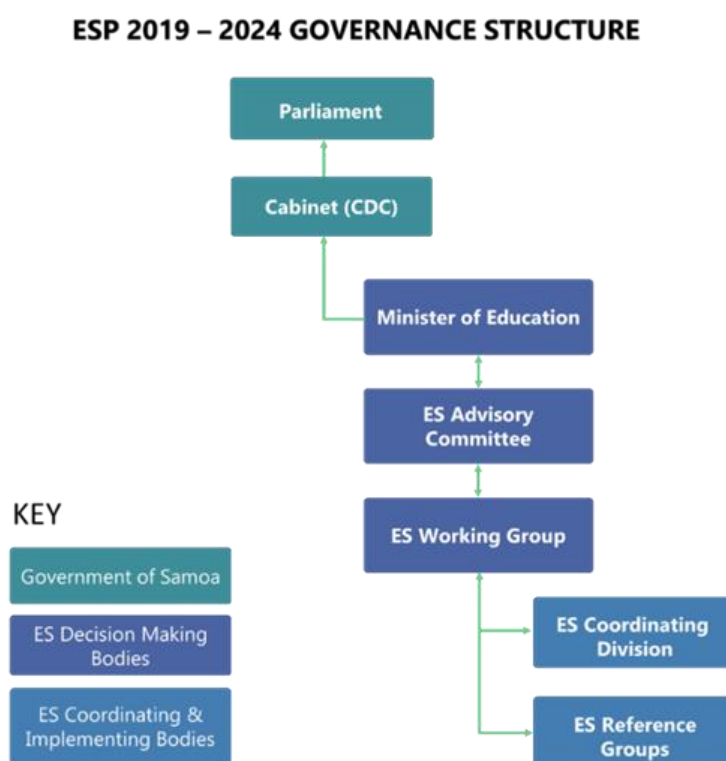 ESP 2019 – 2024 GOVERNANCE STRUCTURE
Parliament
Cabinet (CDC)
Minister of Education
ES Advisory
Committee
ES Working Group
ES Coordinating
Division
ES Reference
Groups
KEY
Government of Samoa
ES Decision Making
Bodies
ES Coordinating &
Implementing Bodies